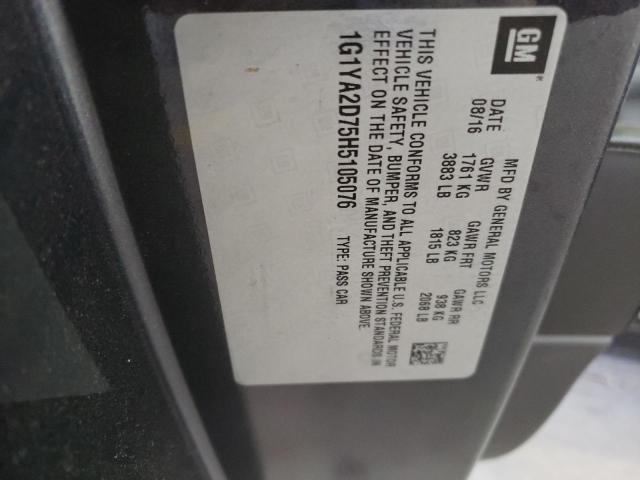 GM
MFD BY GENERAL MOTORS LLC
DATE GVWR GAWR FRT GAWR RR
08/16 1761 KG 823 KG 938 KG
3883 LB 1815 LB 2068 LB
THIS VEHICLE CONFORMS TO ALL APPLICABLE U.S. FEDERAL MOTOR
VEHICLE SAFETY, BUMPER, AND THEFT PREVENTION STANDARDS IN
EFFECT ON THE DATE OF MANUFACTURE SHOWN ABOVE.
1G1YA2D75H5105076 TYPE: PASS CAR